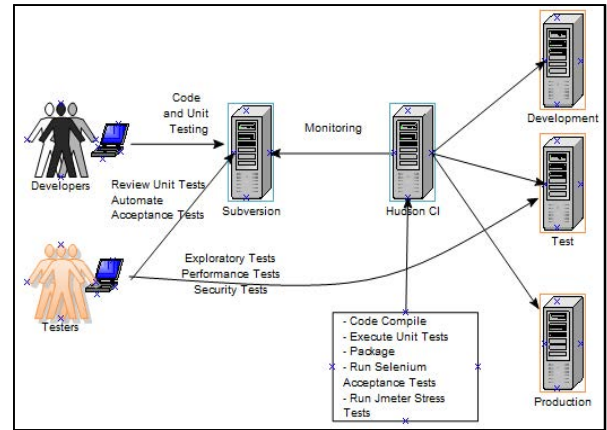 Code
and Unit
Testing
Developers
Review Unit Tests
Automate
Acceptance Tests
Subversion
Monitoring
Hudson CI
Development
Test
Exploratory Tests
Performance Tests
Security Tests
Testers
- Code Compile
- Execute Unit Tests
- Package
- Run Selenium
Acceptance Tests
- Run Jmeter Stress
Tests
Production